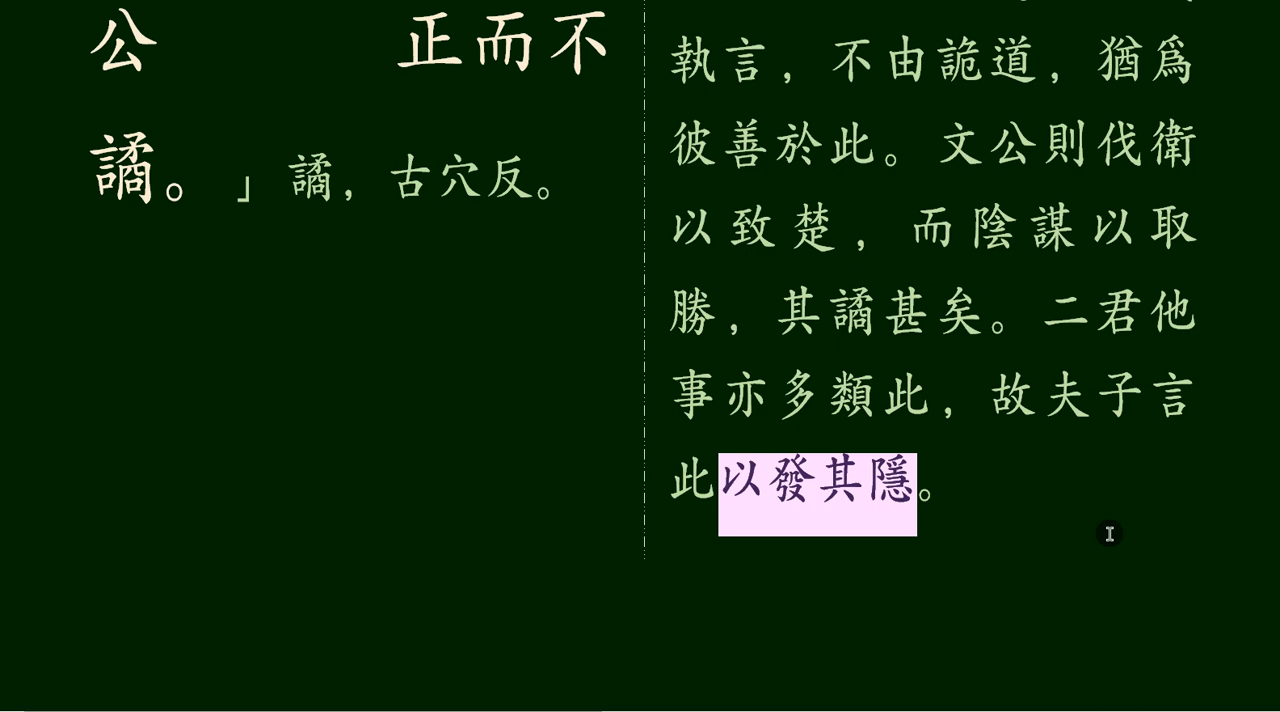 公　正而不
譎。」譎，古穴反。
執言，不由詭道，猶爲
彼善於此。文公則伐衛
以致楚，而陰謀以取
勝，其譎甚矣。二君他
事亦多類此，故夫子言
此以發其隱。